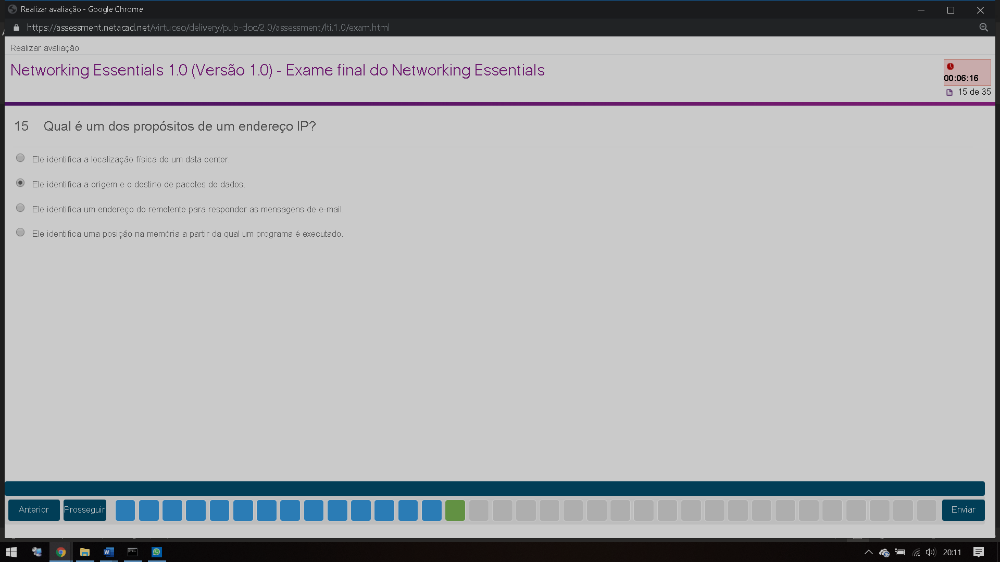 Realizar avaliação - Google Chrome
https://assessment.netacad.net/virtuoso/delivery/pub-doc/2.0/assessment/lti.1.0/exam.html
Realizar avaliação
Networking Essentials 1.0 (Versão 1.0) - Exame final do Networking Essentials
00:06:16
15 de 35
15 Qual é um dos propósitos de um endereço IP?
Ele identifica a localização física de um data center.
Ele identifica a origem e o destino de pacotes de dados.
Ele identifica um endereço do remetente para responder as mensagens de e-mail.
Ele identifica uma posição na memória a partir da qual um programa é executado.
Anterior Prosseguir Enviar
20:11